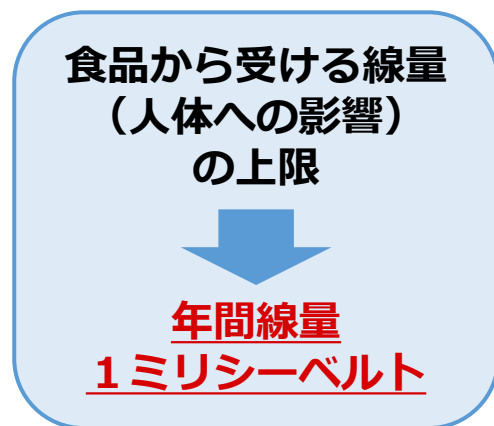 食品から受ける線量
（人体への影響）
の上限
年間線量
１ミリシーベルト